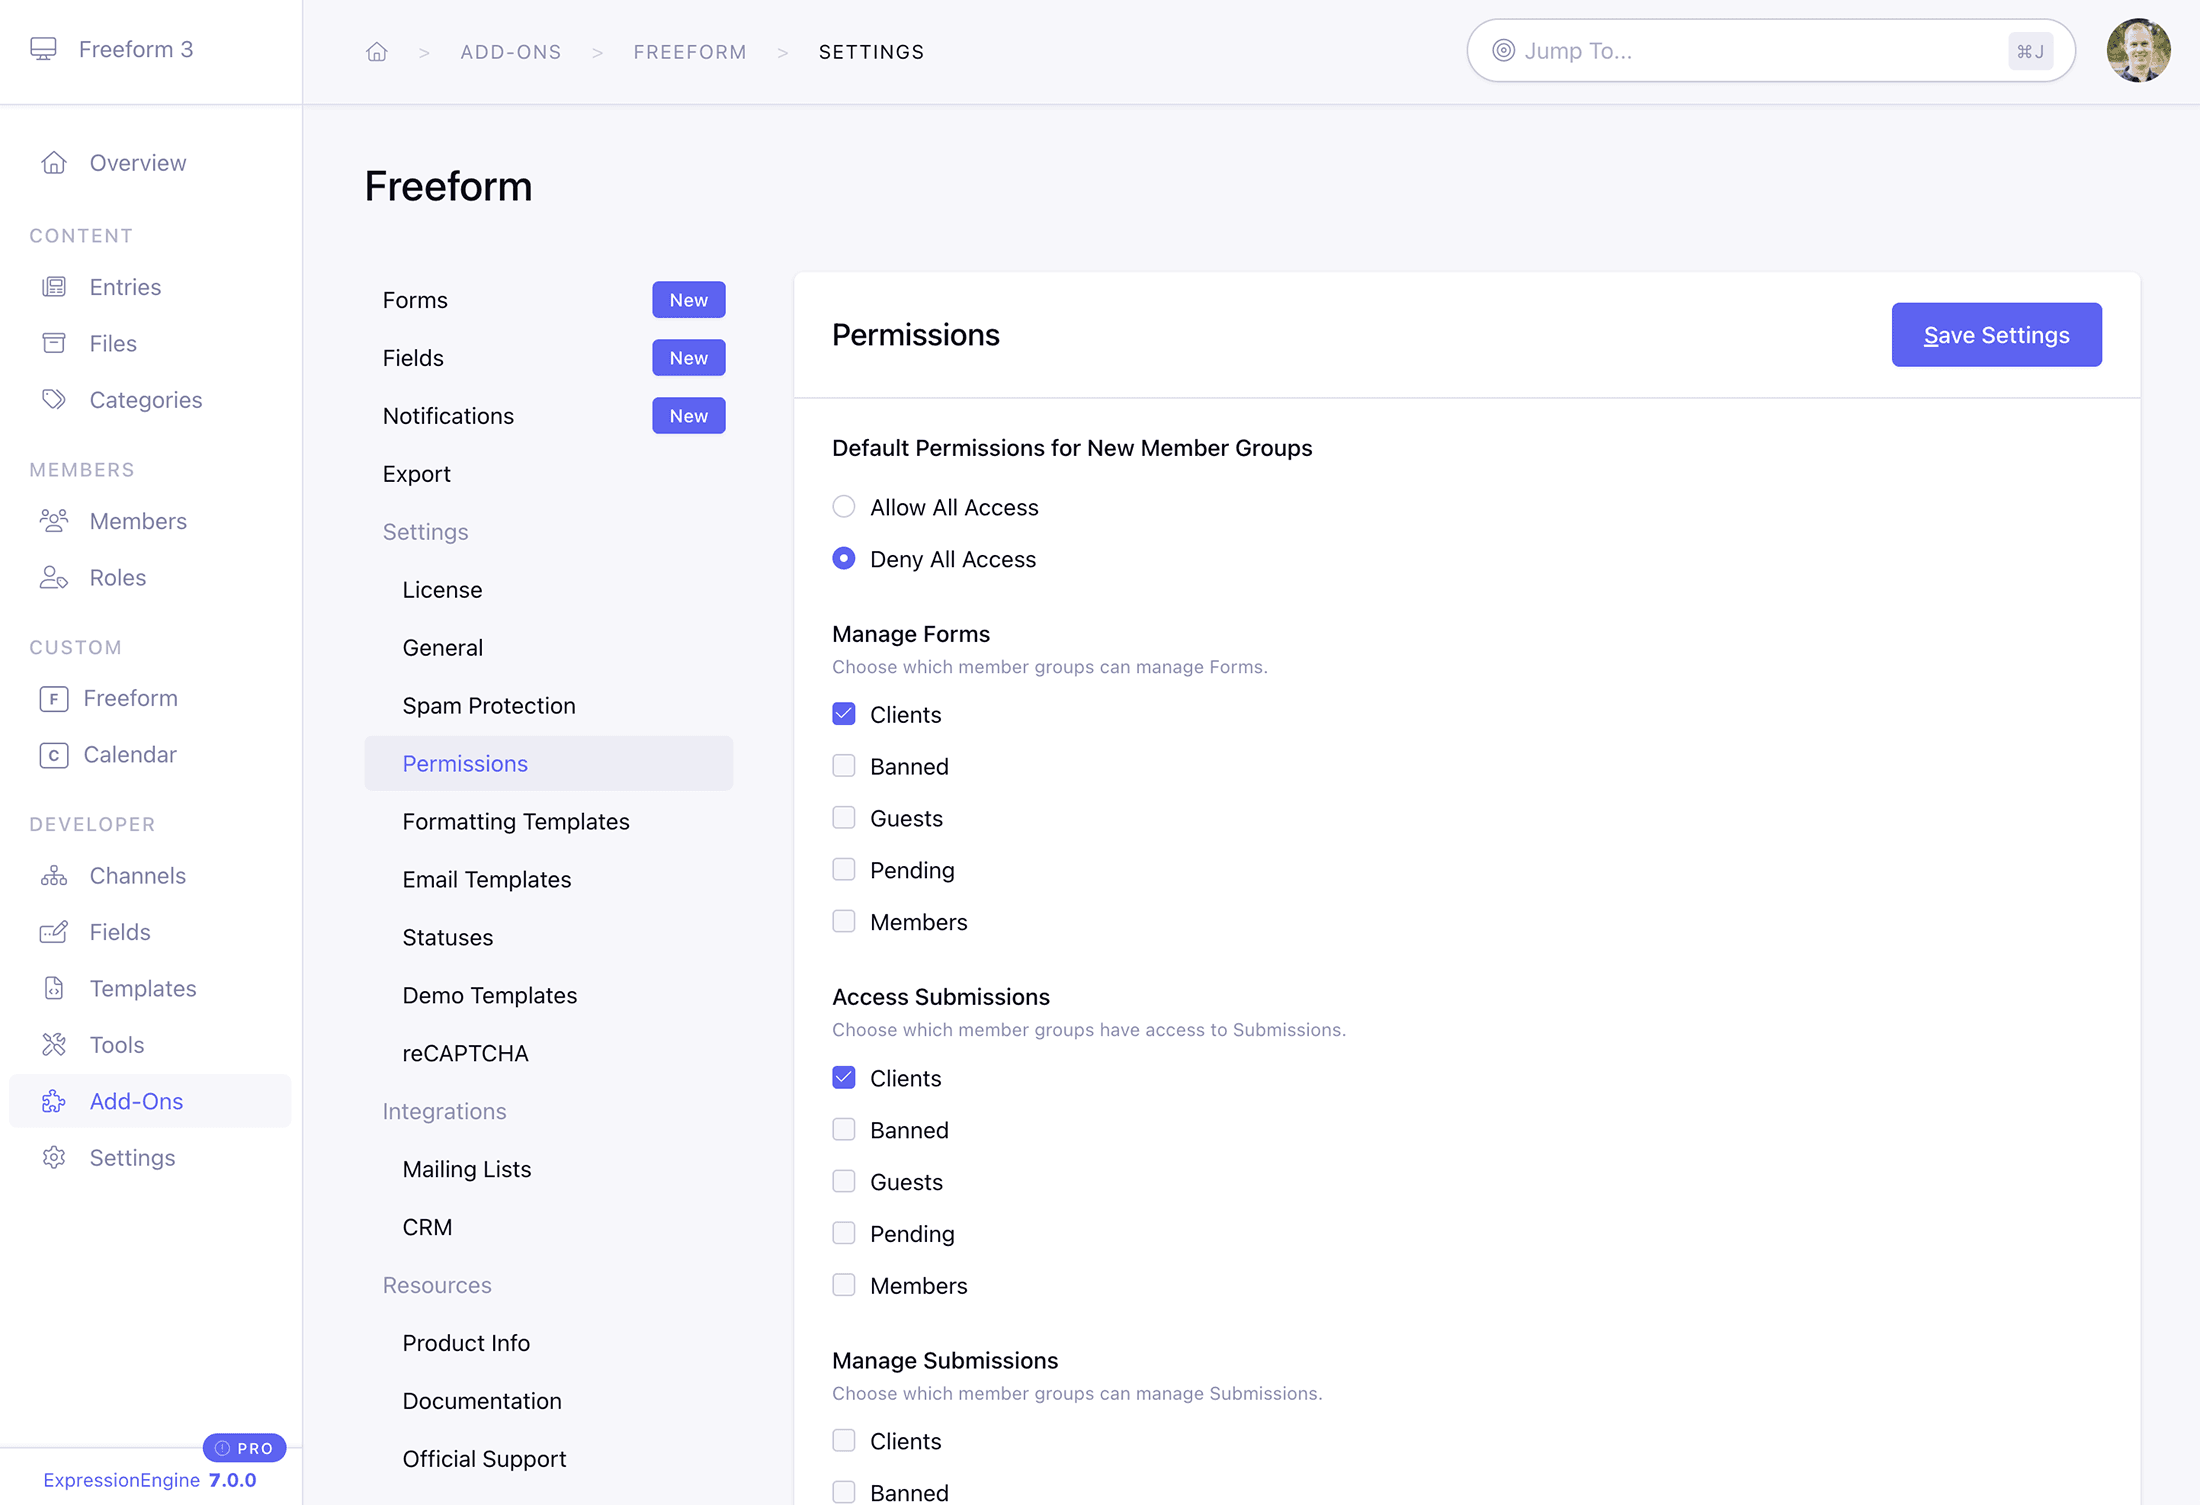 Freeform 3
> ADD-ONS > FREEFORM > SETTINGS
Jump To...
⌘J
Overview
CONTENT
Entries
Files
Categories
MEMBERS
Members
Roles
CUSTOM
F Freeform
C Calendar
DEVELOPER
Channels
Fields
Templates
Tools
Add-Ons
Settings
PRO
ExpressionEngine 7.0.0
Freeform
Forms New
Fields New
Notifications New
Export
Settings
License
General
Spam Protection
Permissions
Formatting Templates
Email Templates
Statuses
Demo Templates
reCAPTCHA
Integrations
Mailing Lists
CRM
Resources
Product Info
Documentation
Official Support
Permissions
Save Settings
Default Permissions for New Member Groups
Allow All Access
Deny All Access
Manage Forms
Choose which member groups can manage Forms.
Clients
Banned
Guests
Pending
Members
Access Submissions
Choose which member groups have access to Submissions.
Clients
Banned
Guests
Pending
Members
Manage Submissions
Choose which member groups can manage Submissions.
Clients
Banned